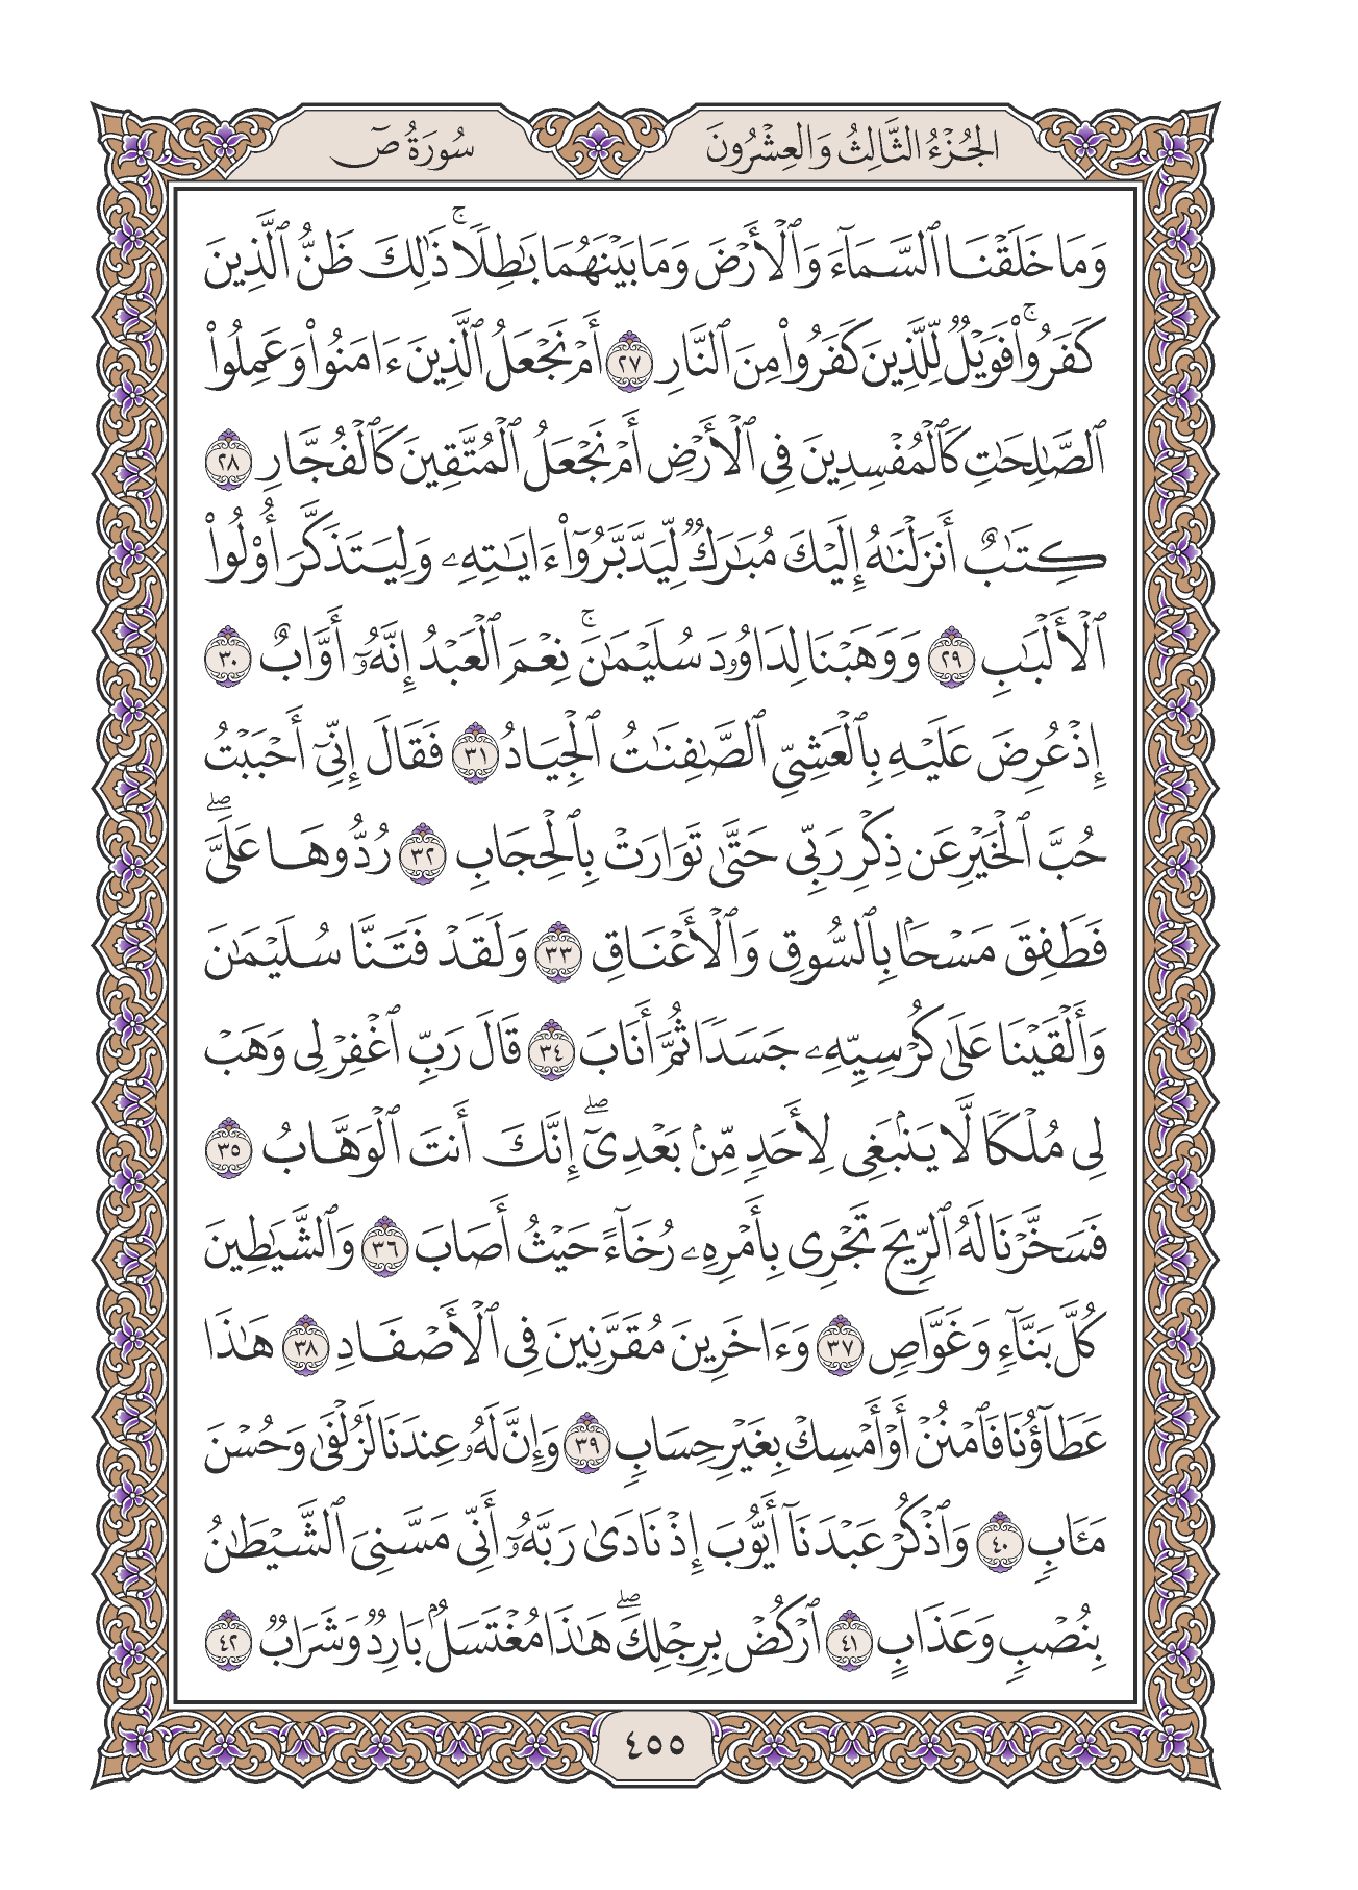 الجُزْءُ الثَّالِثُ وَالعِشْرُونَ
سُورَةُ صٓ
وَمَا خَلَقْنَا ٱلسَّمَآءَ وَٱلْأَرْضَ وَمَا بَيْنَهُمَا بَٰطِلًاۚ ذَٰلِكَ ظَنُّ ٱلَّذِينَ
كَفَرُوا۟ۚ فَوَيْلٌ لِّلَّذِينَ كَفَرُوا۟ مِنَ ٱلنَّارِ ٢٧ أَمْ نَجْعَلُ ٱلَّذِينَ ءَامَنُوا۟ وَعَمِلُوا۟
ٱلصَّٰلِحَٰتِ كَٱلْمُفْسِدِينَ فِى ٱلْأَرْضِ أَمْ نَجْعَلُ ٱلْمُتَّقِينَ كَٱلْفُجَّارِ ٢٨
كِتَٰبٌ أَنزَلْنَٰهُ إِلَيْكَ مُبَٰرَكٌ لِّيَدَّبَّرُوٓا۟ ءَايَٰتِهِۦ وَلِيَتَذَكَّرَ أُو۟لُوا۟
ٱلْأَلْبَٰبِ ٢٩ وَوَهَبْنَا لِدَاوُۥدَ سُلَيْمَٰنَۚ نِعْمَ ٱلْعَبْدُ إِنَّهُۥٓ أَوَّابٌ ٣٠
إِذْ عُرِضَ عَلَيْهِ بِٱلْعَشِىِّ ٱلصَّٰفِنَٰتُ ٱلْجِيَادُ ٣١ فَقَالَ إِنِّىٓ أَحْبَبْتُ
حُبَّ ٱلْخَيْرِ عَن ذِكْرِ رَبِّى حَتَّىٰ تَوَارَتْ بِٱلْحِجَابِ ٣٢ رُدُّوهَا عَلَىَّۖ
فَطَفِقَ مَسْحًۢا بِٱلسُّوقِ وَٱلْأَعْنَاقِ ٣٣ وَلَقَدْ فَتَنَّا سُلَيْمَٰنَ
وَأَلْقَيْنَا عَلَىٰ كُرْسِيِّهِۦ جَسَدًا ثُمَّ أَنَابَ ٣٤ قَالَ رَبِّ ٱغْفِرْ لِى وَهَبْ
لِى مُلْكًا لَّا يَنۢبَغِى لِأَحَدٍ مِّنۢ بَعْدِىٓۖ إِنَّكَ أَنتَ ٱلْوَهَّابُ ٣٥
فَسَخَّرْنَا لَهُ ٱلرِّيحَ تَجْرِى بِأَمْرِهِۦ رُخَآءً حَيْثُ أَصَابَ ٣٦ وَٱلشَّيَٰطِينَ
كُلَّ بَنَّآءٍ وَغَوَّاصٍ ٣٧ وَءَاخَرِينَ مُقَرَّنِينَ فِى ٱلْأَصْفَادِ ٣٨ هَٰذَا
عَطَآؤُنَا فَٱمْنُنْ أَوْ أَمْسِكْ بِغَيْرِ حِسَابٍ ٣٩ وَإِنَّ لَهُۥ عِندَنَا لَزُلْفَىٰ وَحُسْنَ
مَـَٔابٍ ٤٠ وَٱذْكُرْ عَبْدَنَآ أَيُّوبَ إِذْ نَادَىٰ رَبَّهُۥٓ أَنِّى مَسَّنِىَ ٱلشَّيْطَٰنُ
بِنُصْبٍ وَعَذَابٍ ٤١ ٱرْكُضْ بِرِجْلِكَۖ هَٰذَا مُغْتَسَلٌۢ بَارِدٌ وَشَرَابٌ ٤٢
٤٥٥